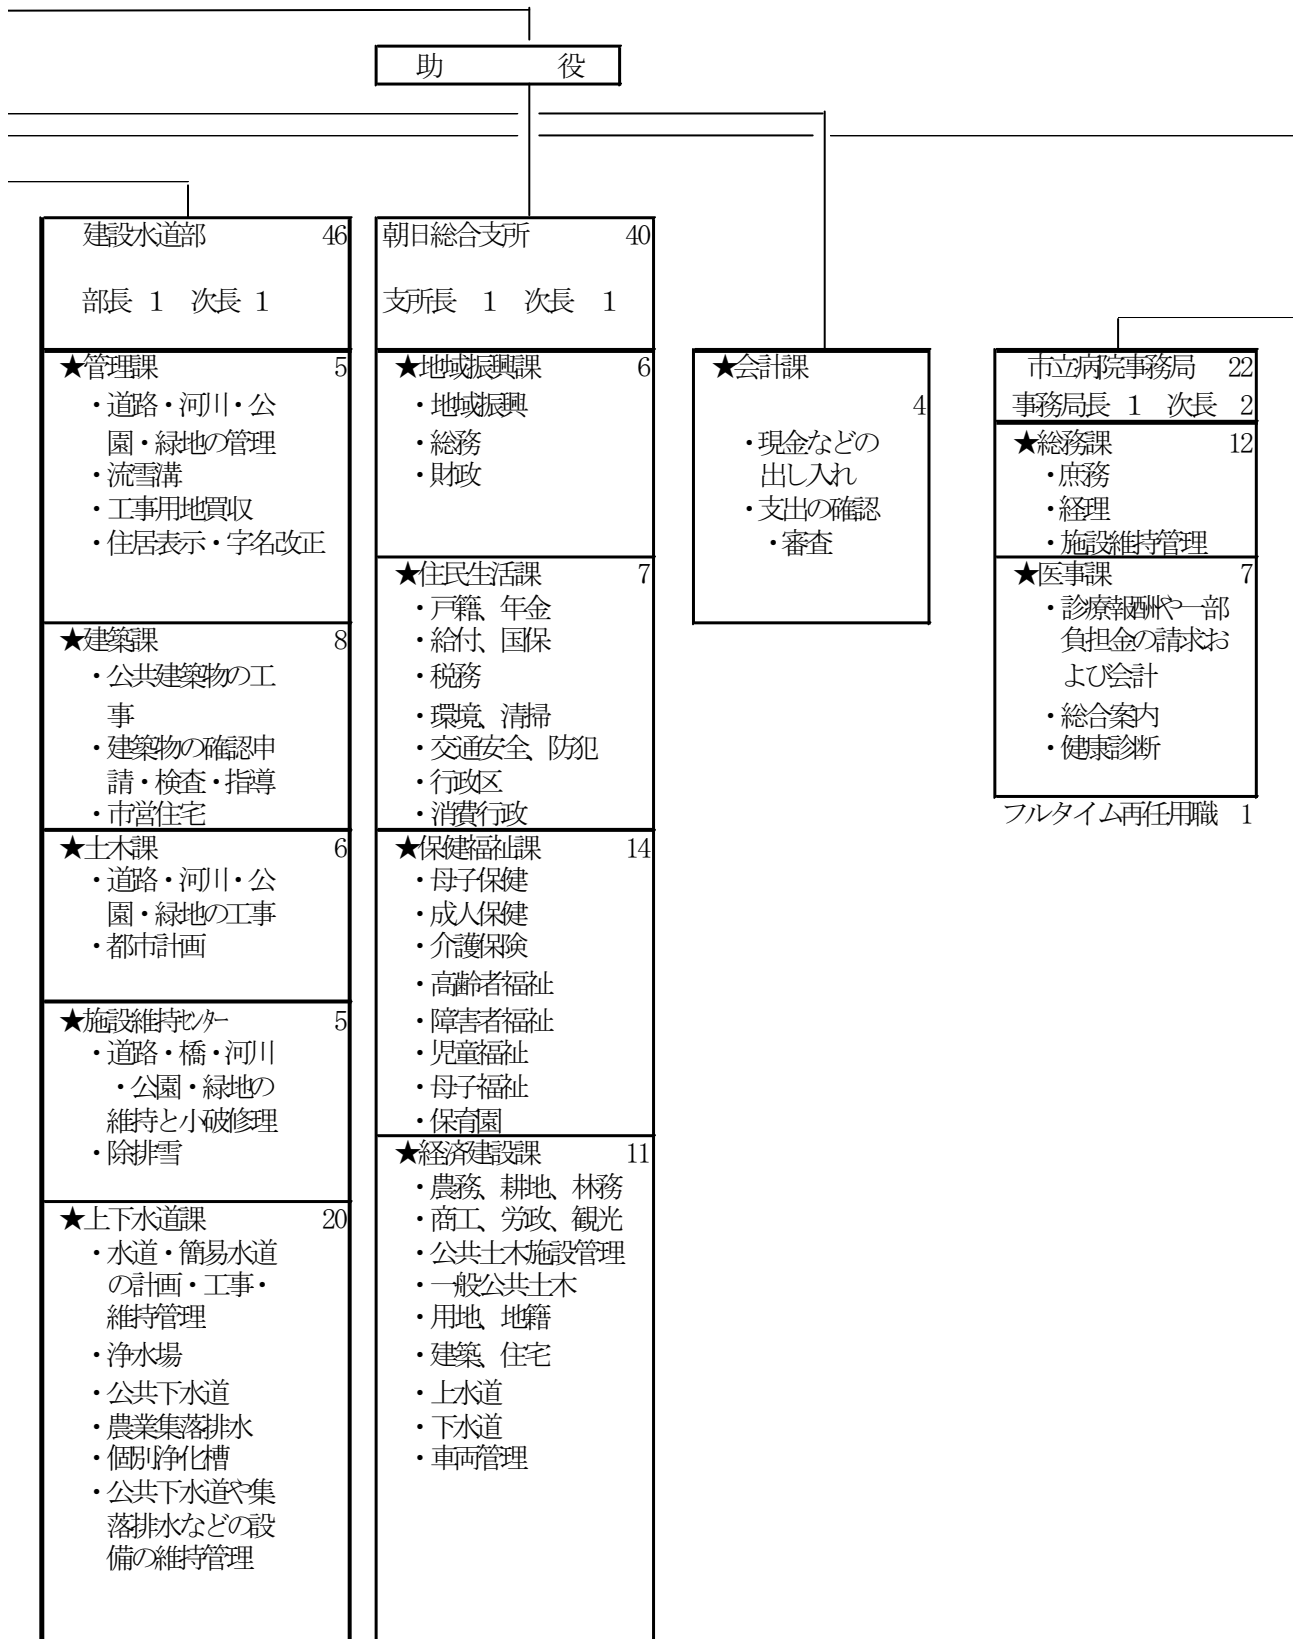 助　　　役
建設水道部 46
部長 1 次長 1
★管理課 5
・道路・河川・公
園・緑地の管理
・流雪溝
・工事用地買収
・住居表示・字名改正
★建築課 8
・公共建築物の工
事
・建築物の確認申
請・検査・指導
・市営住宅
★土木課 6
・道路・河川・公
園・緑地の工事
・都市計画
★施設維持ｾﾝﾀｰ 5
・道路・橋・河川
・公園・緑地の
維持と小破修理
・除排雪
★上下水道課 20
・水道・簡易水道
の計画・工事・
維持管理
・浄水場
・公共下水道
・農業集落排水
・個別浄化槽
・公共下水道や集
落排水などの設
備の維持管理
朝日総合支所 40
支所長 1 次長 1
★地域振興課 6
・地域振興
・総務
・財政
★住民生活課 7
・戸籍、年金
・給付、国保
・税務
・環境、清掃
・交通安全、防犯
・行政区
・消費行政
★保健福祉課 14
・母子保健
・成人保健
・介護保険
・高齢者福祉
・障害者福祉
・児童福祉
・母子福祉
・保育園
★経済建設課 11
・農務、耕地、林務
・商工、労政、観光
・公共土木施設管理
・一般公共土木
・用地、地籍
・建築、住宅
・上水道
・下水道
・車両管理
★会計課
4
・現金などの
出し入れ
・支出の確認
・審査
市立病院事務局 22
事務局長 1 次長 2
★総務課 12
・庶務
・経理
・施設維持管理
★医事課 7
・診療報酬や一部
負担金の請求お
よび会計
・総合案内
・健康診断
フルタイム再任用職 1